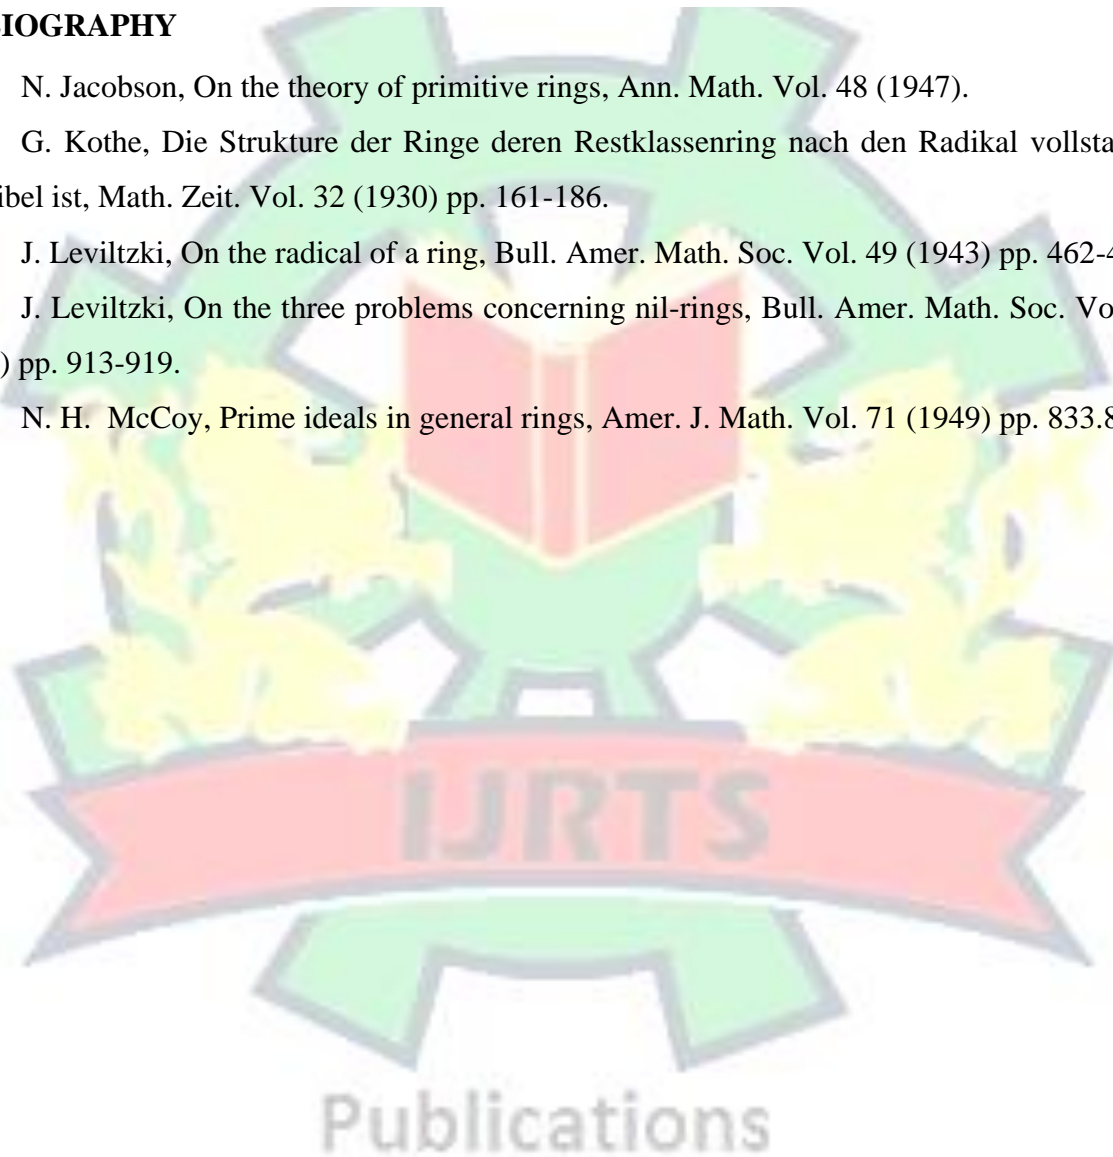 IOGRAPHY
N. Jacobson, On the theory of primitive rings, Ann. Math. Vol. 48 (1947).
G. Kothe, Die Strukture der Ringe deren Restklassenring nach den Radikal vollsta
ibel ist, Math. Zeit. Vol. 32 (1930) pp. 161-186.
J. Leviltzki, On the radical of a ring, Bull. Amer. Math. Soc. Vol. 49 (1943) pp. 462-4
J. Leviltzki, On the three problems concerning nil-rings, Bull. Amer. Math. Soc. Vo
) pp. 913-919.
N. H. McCoy, Prime ideals in general rings, Amer. J. Math. Vol. 71 (1949) pp. 833.8
IJRTS
Publications